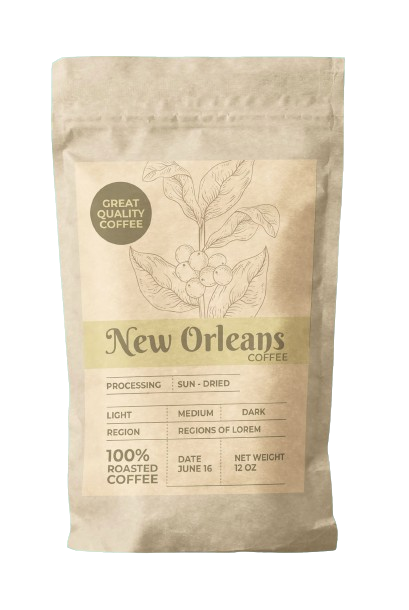 GREAT
QUALITY
COFFEE
New Orleans
COFFEE
PROCESSING SUN - DRIED
LIGHT MEDIUM DARK
REGION REGIONS OF LOREM
100%
ROASTED
COFFEE
DATE
JUNE 16
NET WEIGHT
12 OZ